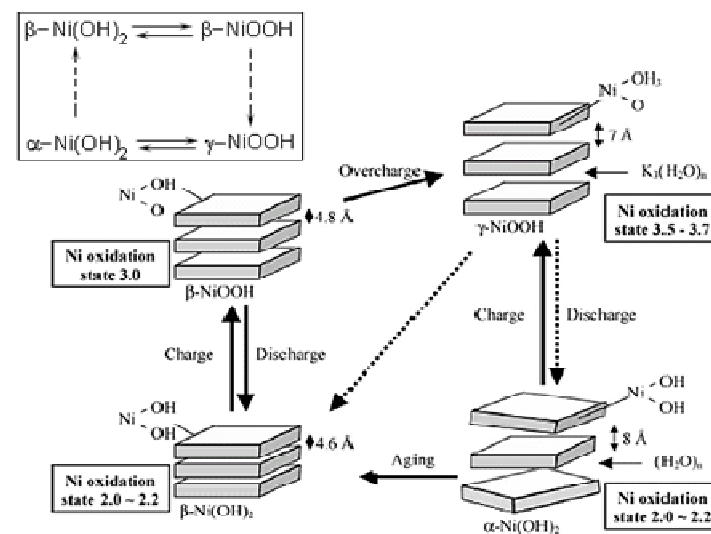 β–Ni(OH)₂ β–NiOOH
α–Ni(OH)₂ γ–NiOOH
Ni OH
O
4.8 Å
Ni oxidation
state 3.0
β-NiOOH
Overcharge
Ni OH₃
O
7 Å
K₃(H₂O)ₙ
γ-NiOOH
Ni oxidation
state 3.5 - 3.7
Charge Discharge
Charge Discharge
Ni OH
OH
4.6 Å
Ni oxidation
state 2.0 ~ 2.2
β-Ni(OH)₂
Aging
Ni OH
OH
8 Å
(H₂O)ₙ
α-Ni(OH)₂
Ni oxidation
state 2.0 ~ 2.2